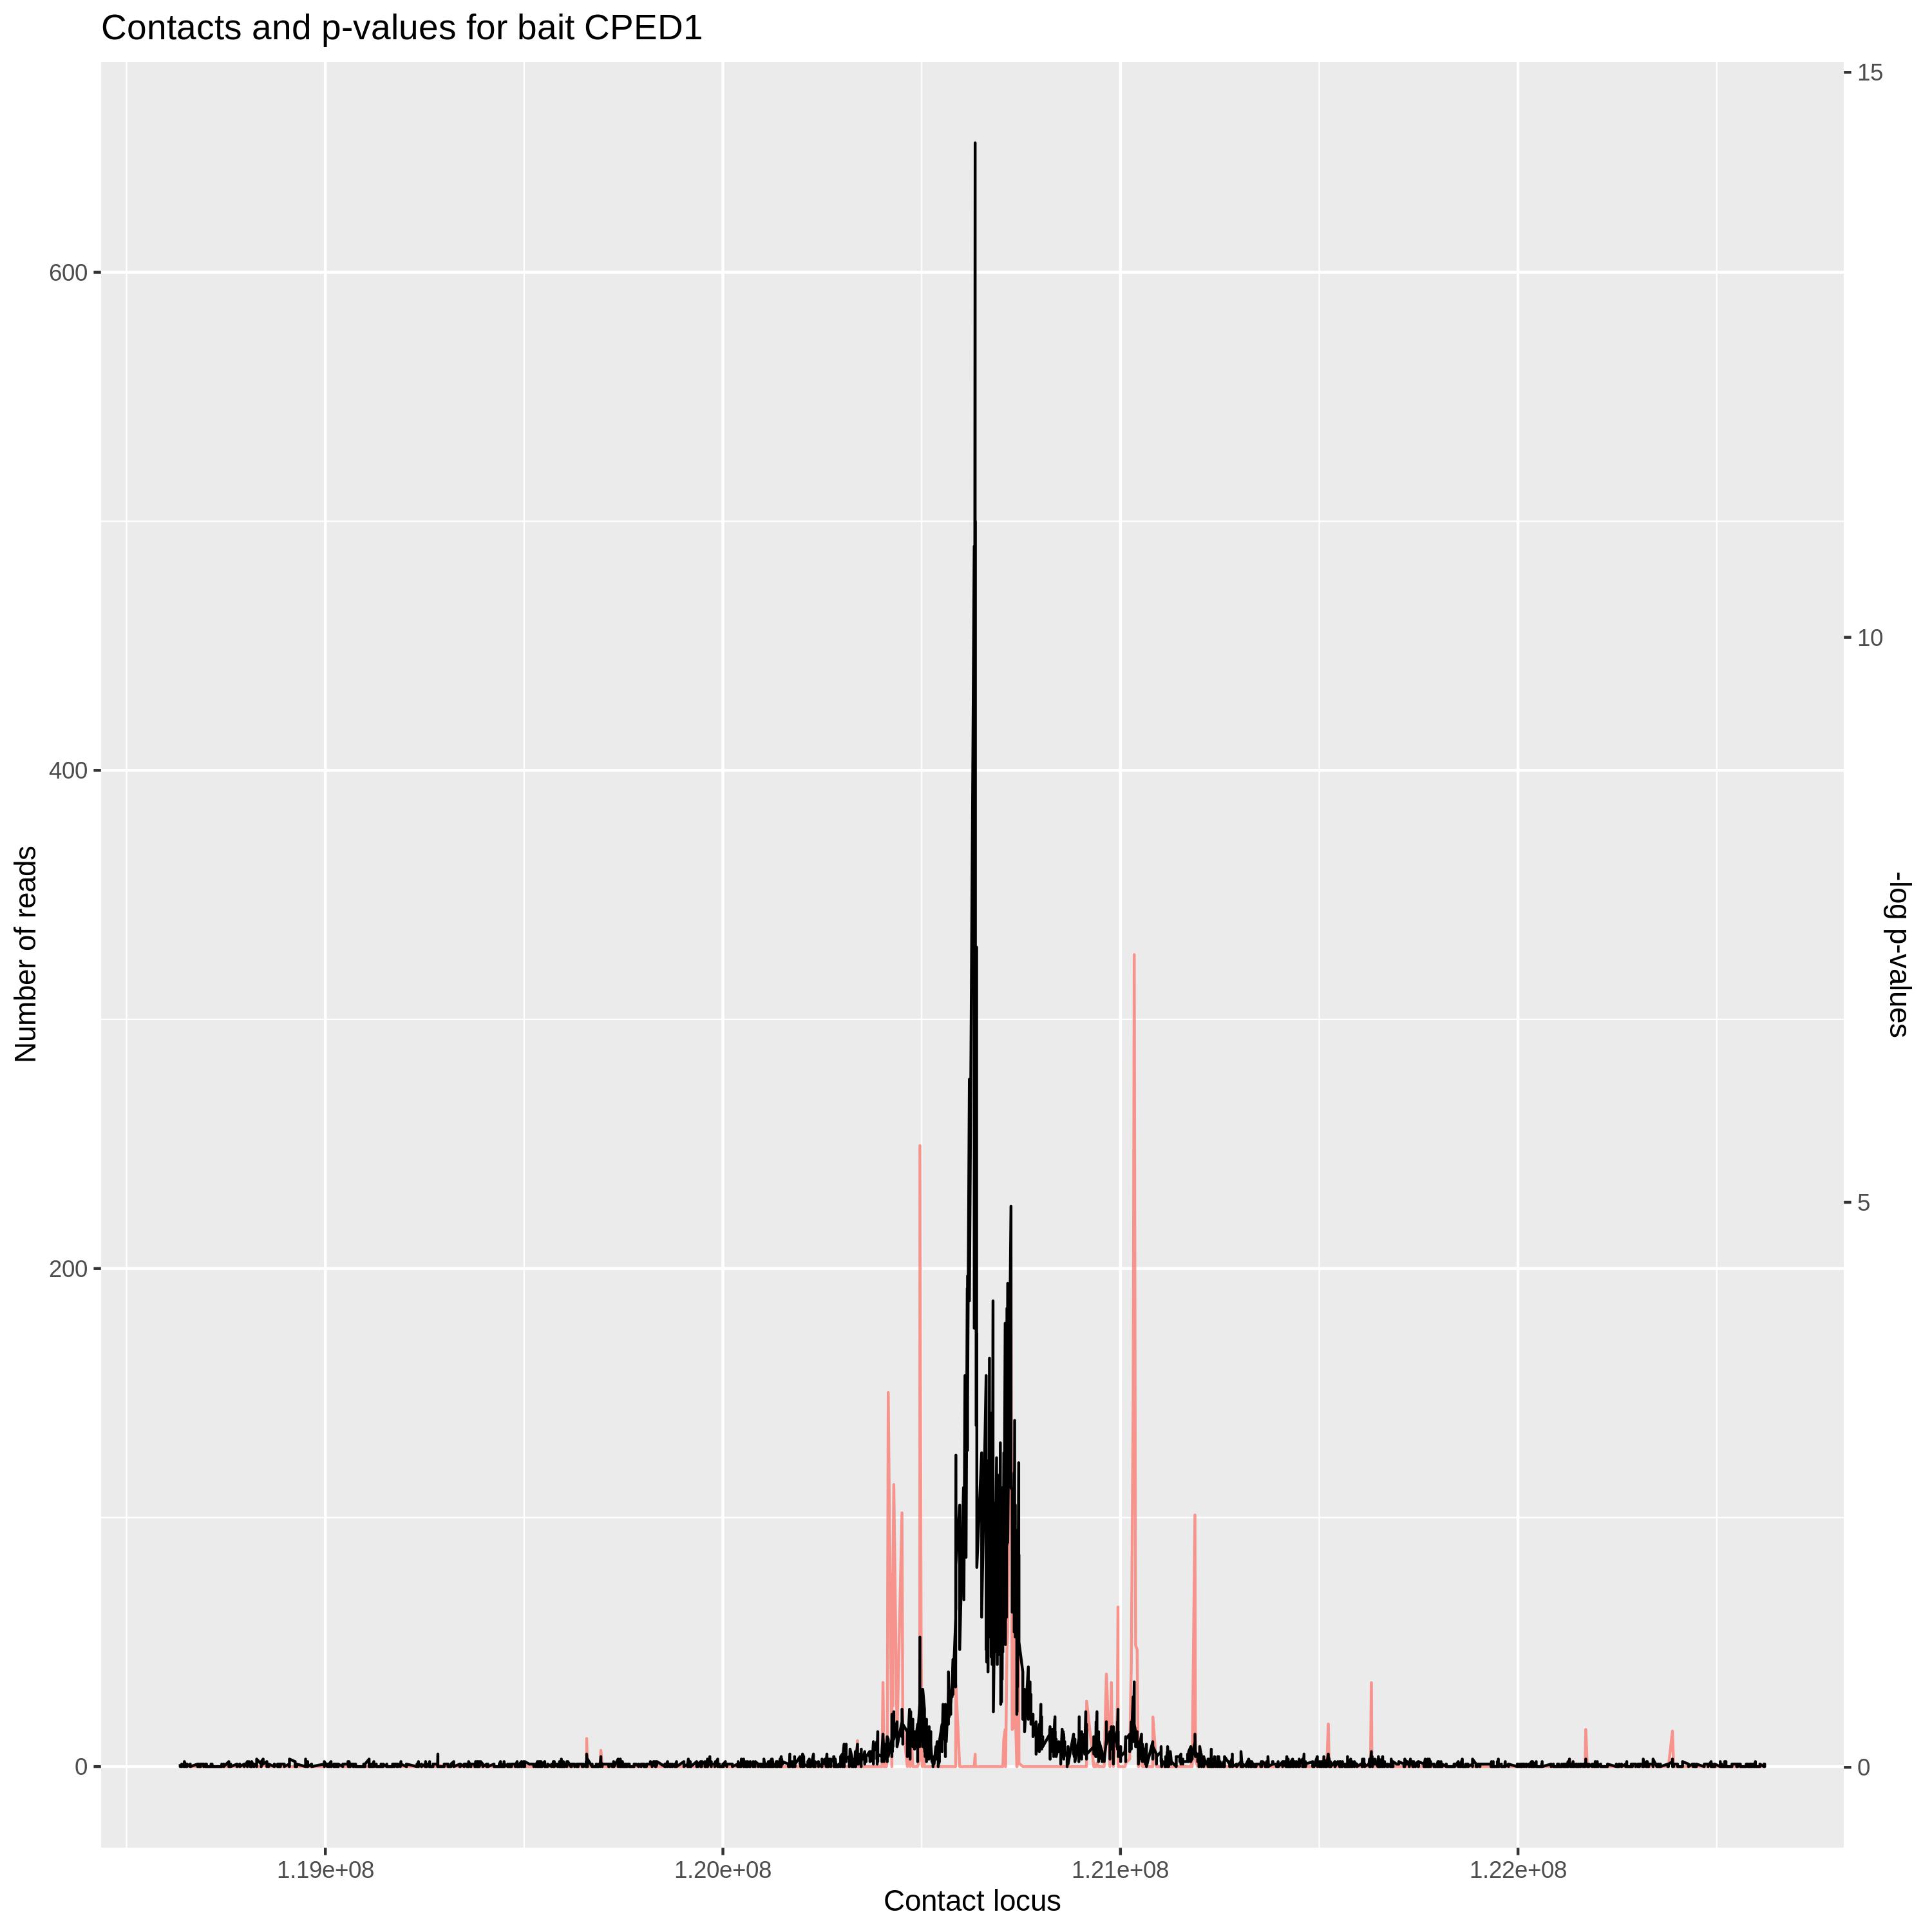 Contacts and p-values for bait CPED1
15
600
10
400
Number of reads
-log p-values
5
200
0
0
1.19e+08
1.20e+08
1.21e+08
1.22e+08
Contact locus